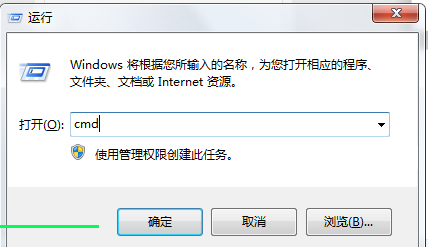 运行
Windows 将根据您所输入的名称，为您打开相应的程序、
文件夹、文档或 Internet 资源。
打开(O): cmd
使用管理权限创建此任务。
确定 取消 浏览(B)...